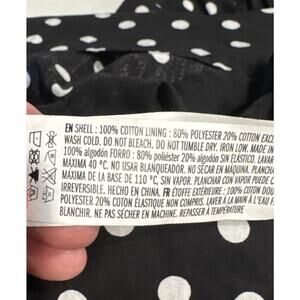 EN SHELL : 100% COTTON LINING : 80% POLYESTER 20% COTTON EXC
WASH COLD. DO NOT BLEACH. DO NOT TUMBLE DRY. IRON LOW. MADE IN
100% algodón FORRO : 80% poliéster 20% algodón SIN ELÁSTICO. LAVAR
MÁXIMA 40 °C. NO USAR BLANQUEADOR. NO SECAR EN MÁQUINA. PLANCHAR
MÁXIMA DE LA BASE DE 110 °C, SIN VAPOR. PLANCHAR CON VAPOR PUEDE C
IRREVERSIBLE. HECHO EN CHINA. FR ÉTOFFE EXTÉRIEURE : 100% COTON DOU
POLYESTER 20% COTON ÉLASTIQUE NON COMPRIS. LAVER À LA MAIN À L'EAU F
BLANCHIR. NE PAS SÉCHER EN MACHINE. REPASSER À TEMPÉRATURE